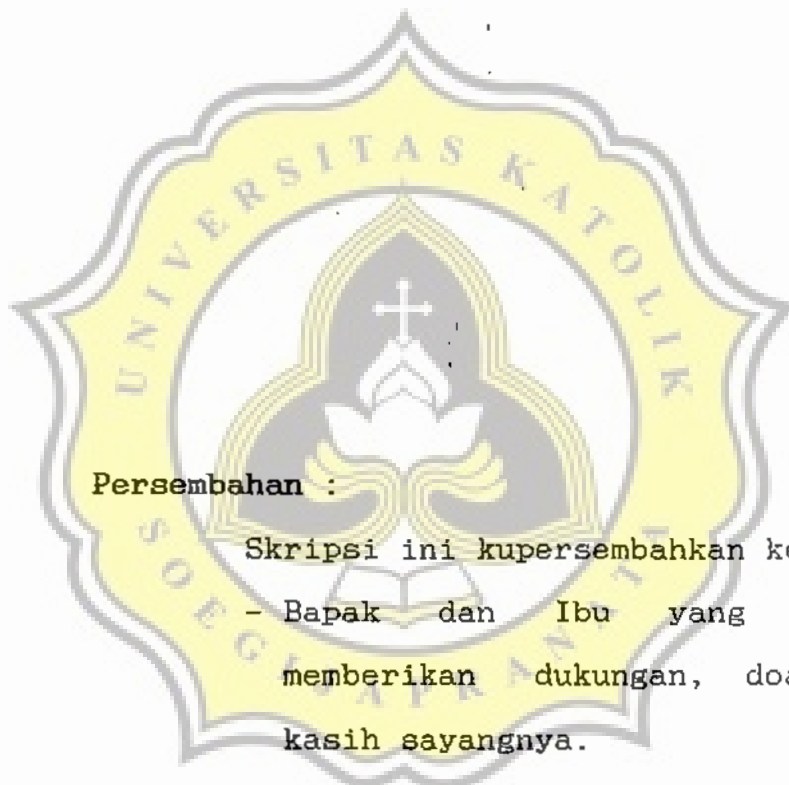 UNIVERSITAS KATOLIK
Persembahan :
Skripsi ini kupersembahkan ke
- Bapak dan Ibu yang
memberikan dukungan, doa
kasih sayangnya.
SOEGIJAPRANATA